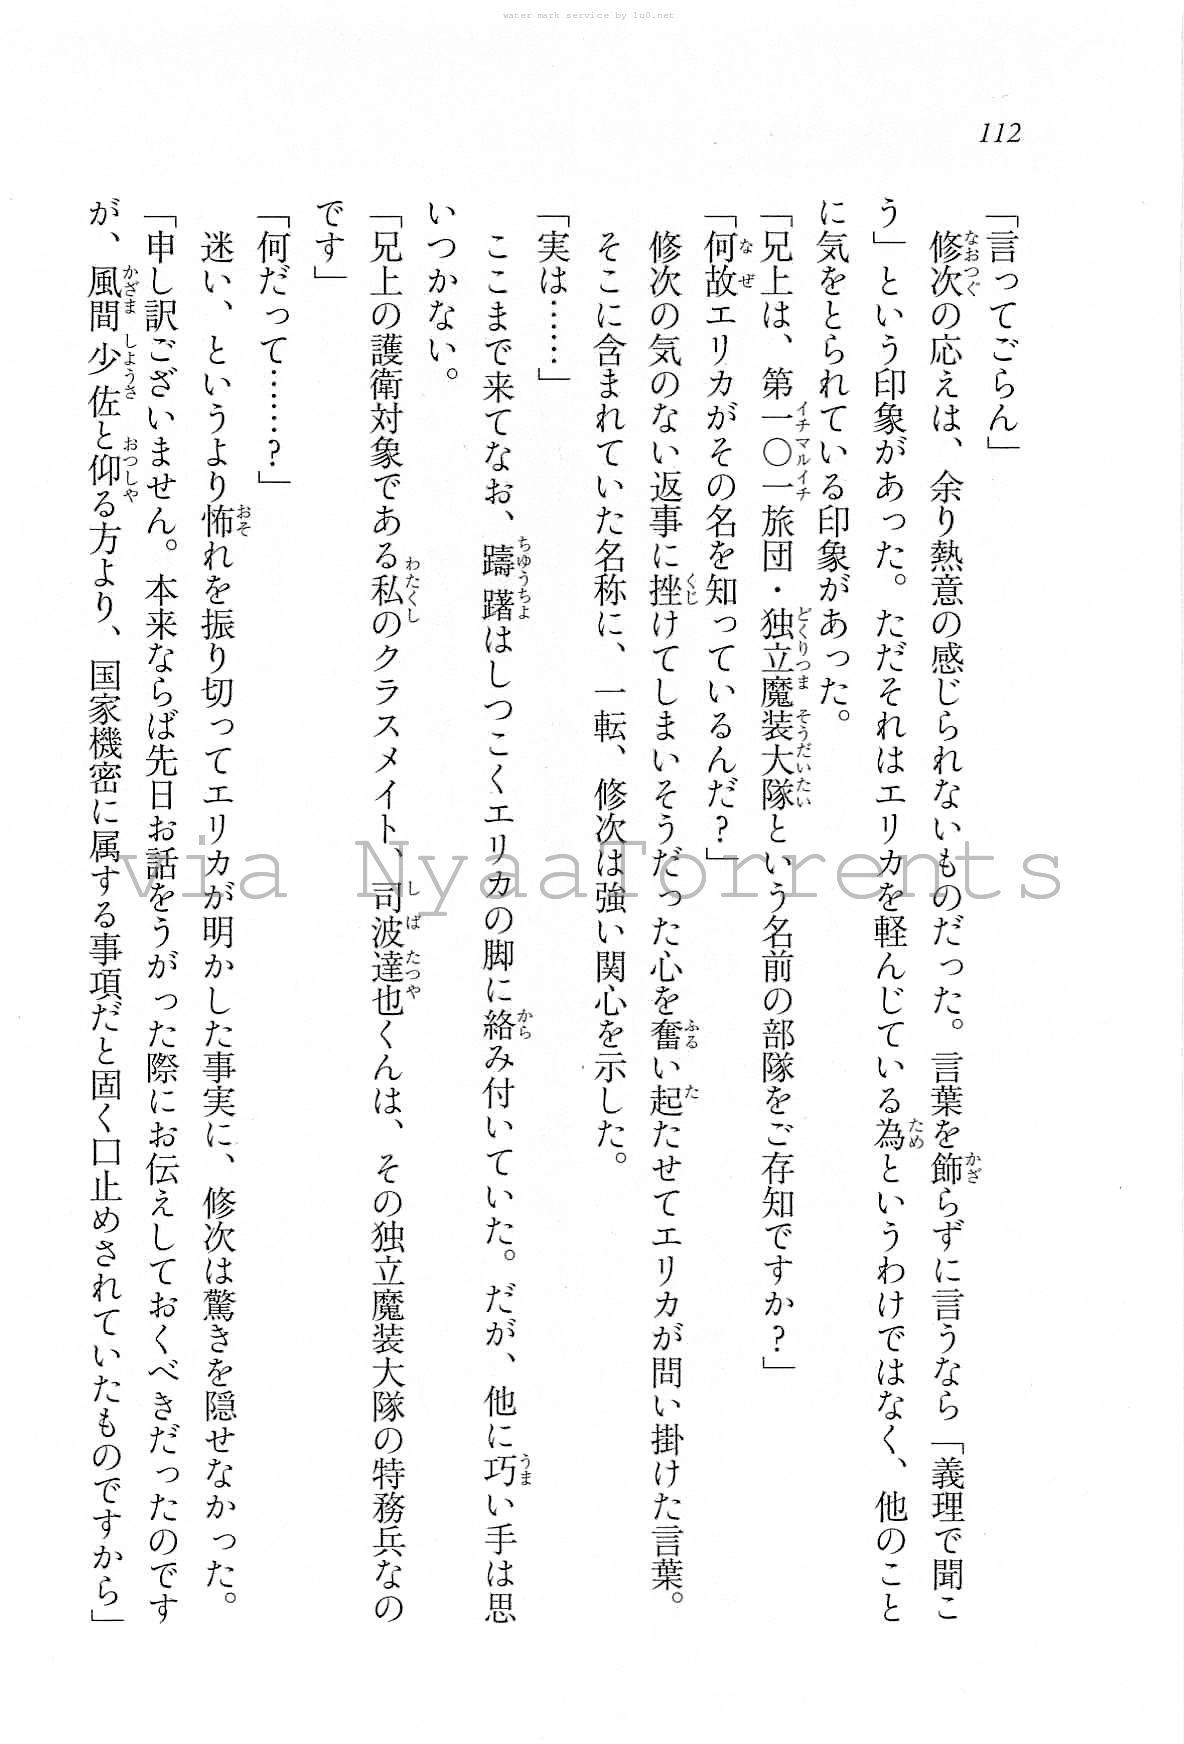 water mark service by lu0.net
112
「言ってごらん」
修次の応えは、余り熱意の感じられないものだった。言葉を飾らずに言うなら「義理で聞こ
う」という印象があった。ただそれはエリカを軽んじている為というわけではなく、他のこと
に気をとられている印象があった。
「兄上は、第一〇一旅団・独立魔装大隊という名前の部隊をご存知ですか？」
「何故エリカがその名を知っているんだ？」
修次の気のない返事に挫けてしまいそうだった心を奮い起たせてエリカが問い掛けた言葉。
そこに含まれていた名称に、一転、修次は強い関心を示した。
「実は……」
ここまで来てなお、躊躇はしつこくエリカの脚に絡み付いていた。だが、他に巧い手は思
いつかない。
「兄上の護衛対象である私のクラスメイト、司波達也くんは、その独立魔装大隊の特務兵なの
です」
「何だって……？」
迷い、というより怖れを振り切ってエリカが明かした事実に、修次は驚きを隠せなかった。
「申し訳ございません。本来ならば先日お話をうがった際にお伝えしておくべきだったのです
が、風間少佐と仰る方より、国家機密に属する事項だと固く口止めされていたものですから」
via NyaaTorrents